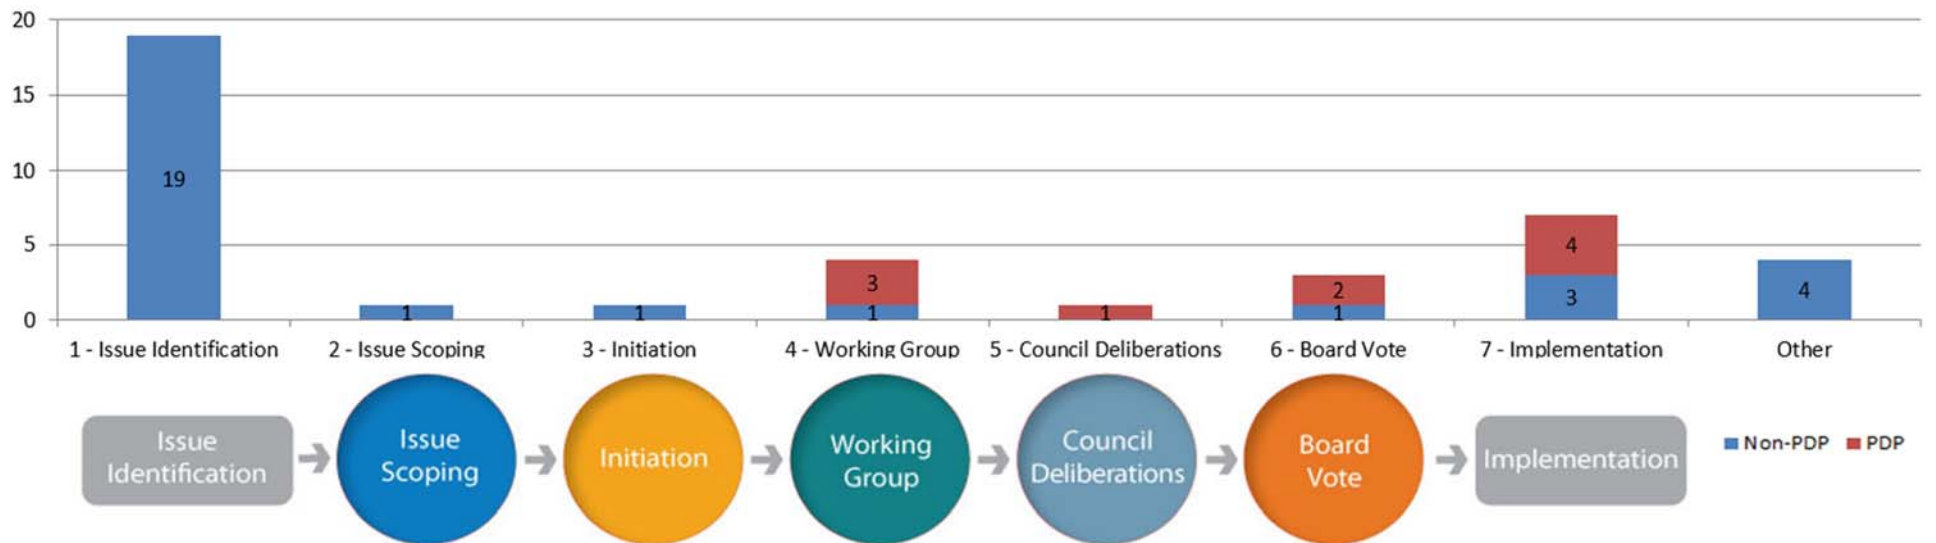 20
15
10
5
0
19
1
1
3
1
1
2
1
4
3
4
1 - Issue Identification
2 - Issue Scoping
3 - Initiation
4 - Working Group
5 - Council Deliberations
6 - Board Vote
7 - Implementation
Other
Issue
Identification
Issue
Scoping
Initiation
Working
Group
Council
Deliberations
Board
Vote
Implementation
Non-PDP
PDP